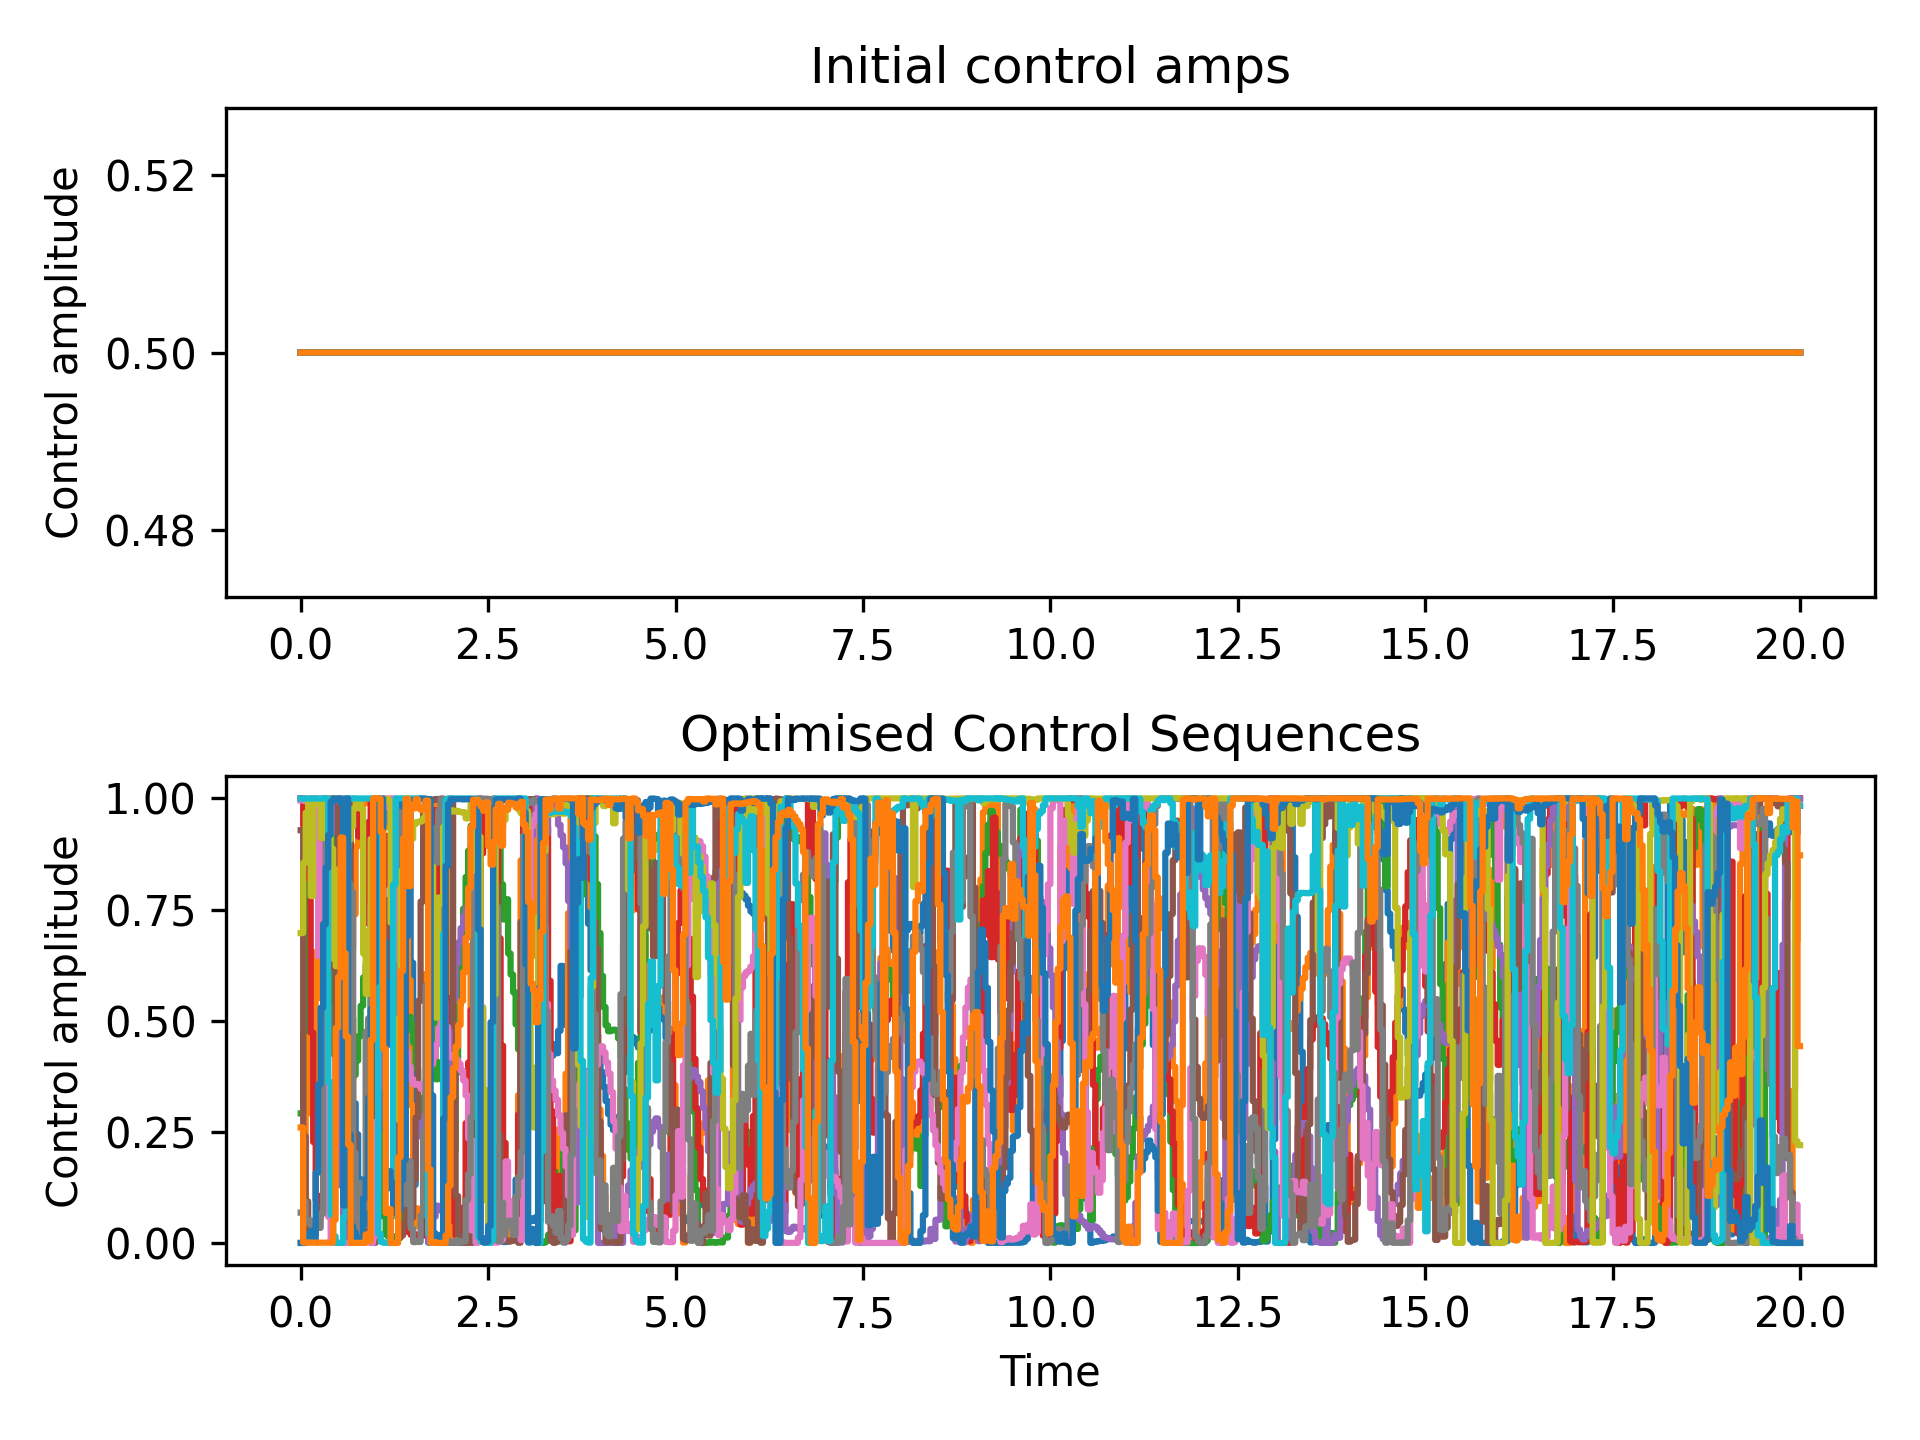 Initial control amps
Control amplitude
0.52
0.50
0.48
0.0 2.5 5.0 7.5 10.0 12.5 15.0 17.5 20.0
Optimised Control Sequences
Control amplitude
1.00
0.75
0.50
0.25
0.00
0.0 2.5 5.0 7.5 10.0 12.5 15.0 17.5 20.0
Time